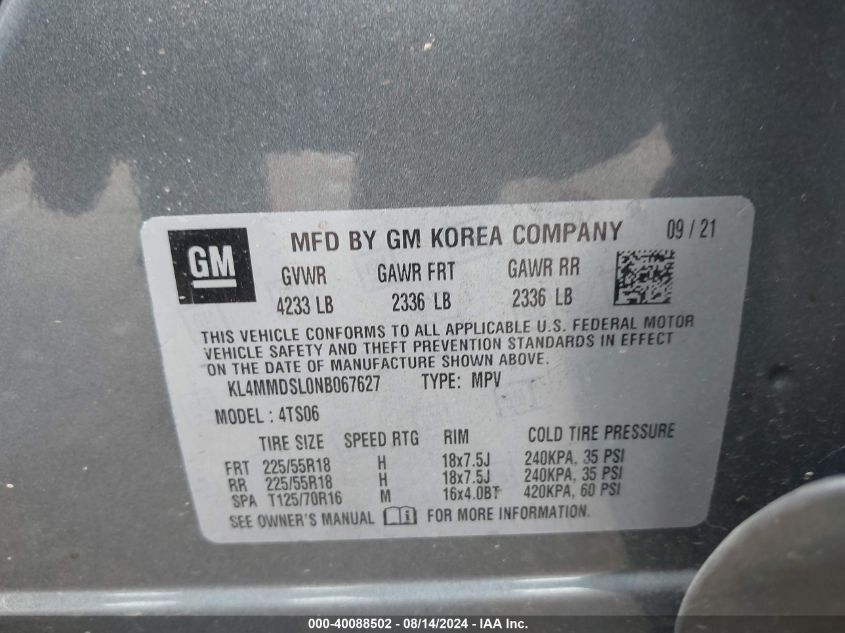 GM
MFD BY GM KOREA COMPANY 09 / 21
GVWR GAWR FRT GAWR RR
4233 LB 2336 LB 2336 LB
THIS VEHICLE CONFORMS TO ALL APPLICABLE U.S. FEDERAL MOTOR
VEHICLE SAFETY AND THEFT PREVENTION STANDARDS IN EFFECT
ON THE DATE OF MANUFACTURE SHOWN ABOVE.
KL4MMDSL0NB067627 TYPE: MPV
MODEL : 4TS06
TIRE SIZE SPEED RTG RIM COLD TIRE PRESSURE
FRT 225/55R18 H 18x7.5J 240KPA, 35 PSI
RR 225/55R18 H 18x7.5J 240KPA, 35 PSI
SPA T125/70R16 M 16x4.0BT 420KPA, 60 PSI
SEE OWNER'S MANUAL FOR MORE INFORMATION.
000-40088502 - 08/14/2024 - IAA Inc.